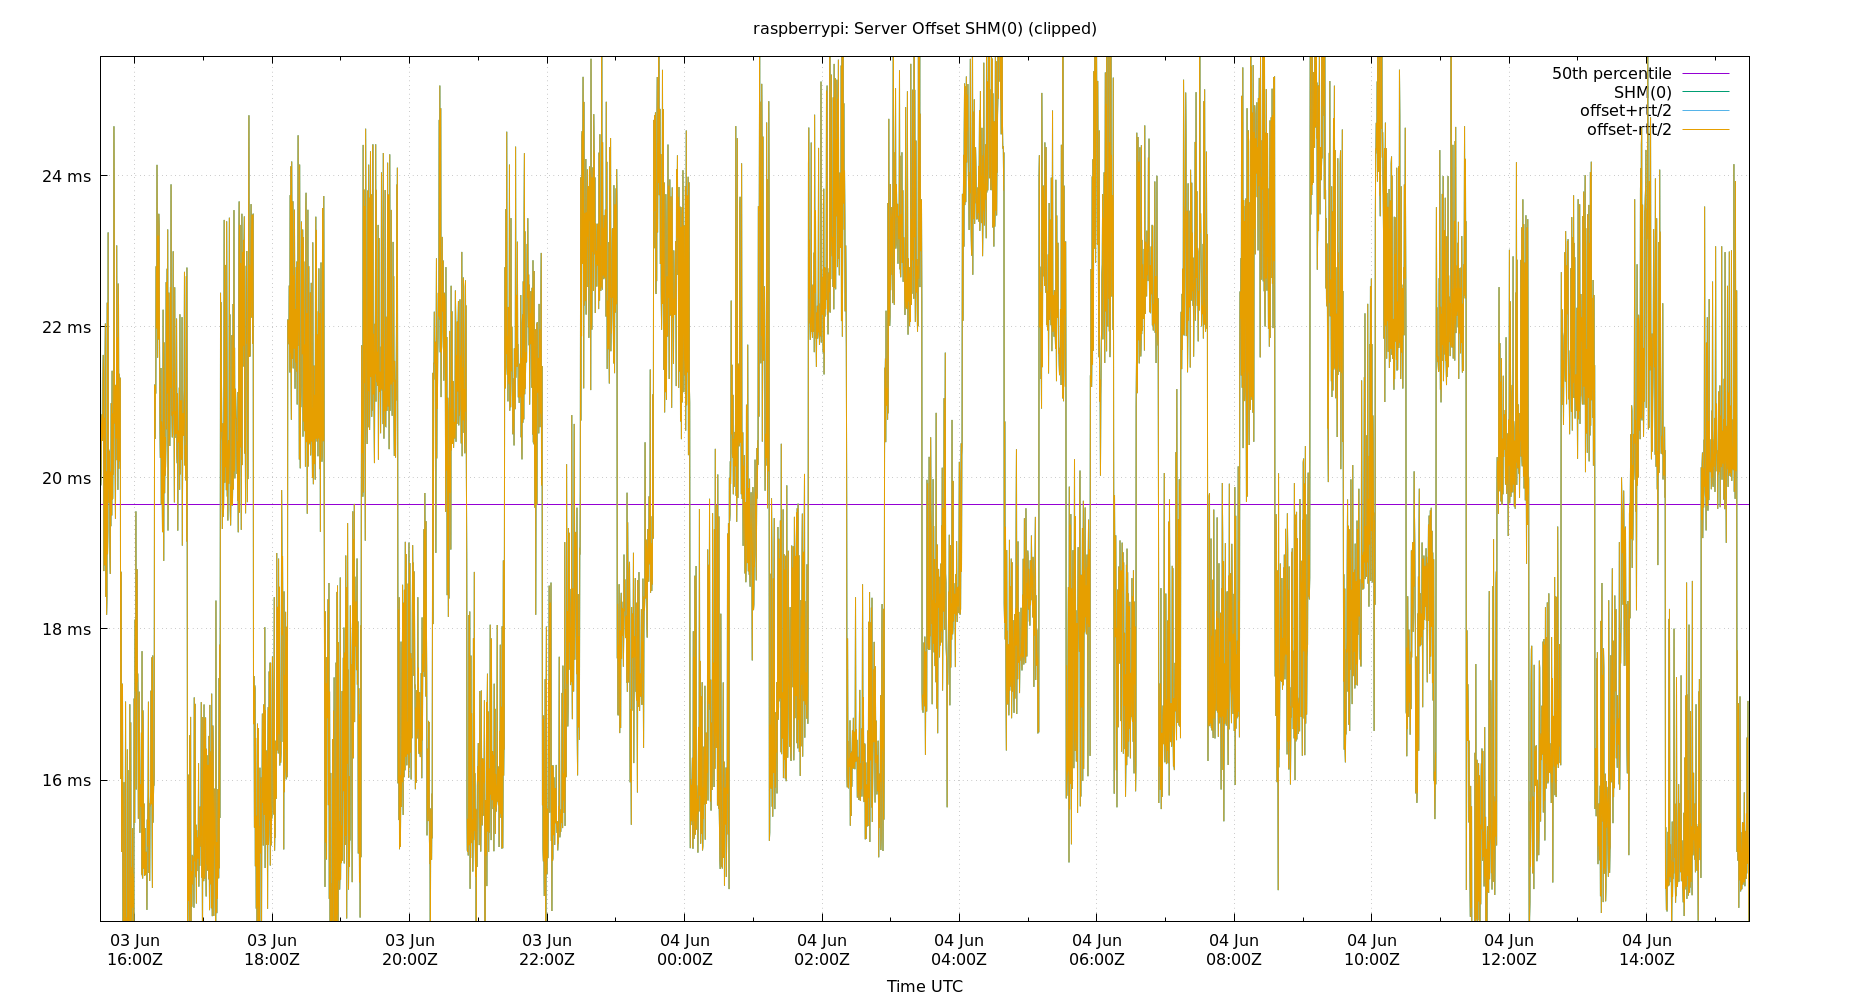 raspberrypi: Server Offset SHM(0) (clipped)
50th percentile
SHM(0)
offset+rtt/2
offset-rtt/2
24 ms
22 ms
20 ms
18 ms
16 ms
03 Jun 03 Jun 03 Jun 03 Jun 04 Jun 04 Jun 04 Jun 04 Jun 04 Jun 04 Jun 04 Jun 04 Jun
16:00Z 18:00Z 20:00Z 22:00Z 00:00Z 02:00Z 04:00Z 06:00Z 08:00Z 10:00Z 12:00Z 14:00Z
Time UTC